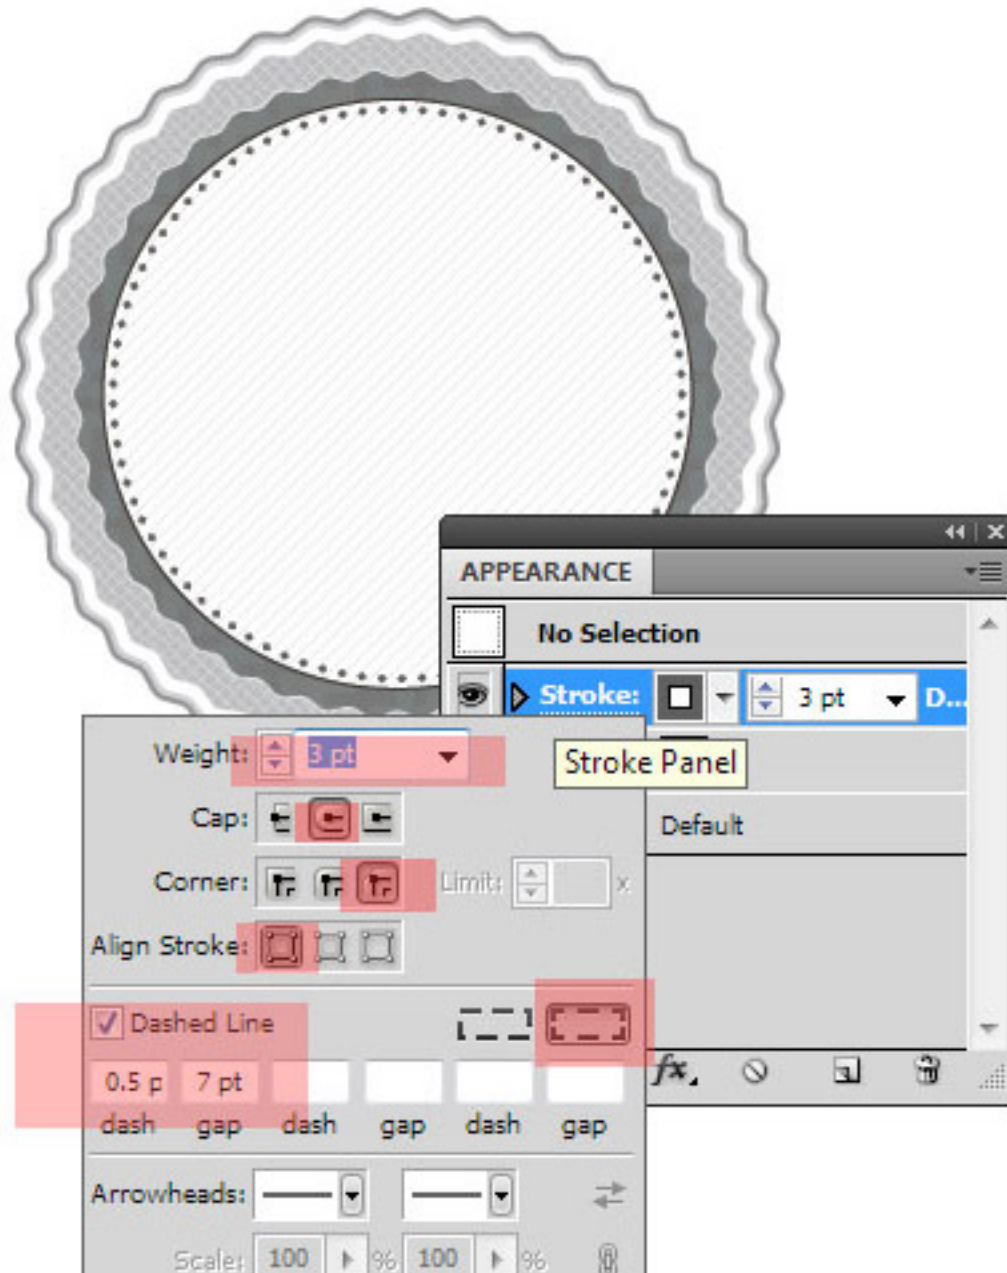 APPEARANCE
No Selection
Stroke: 3 pt D...
Weight: 3 pt
Stroke Panel
Cap:
Default
Corner: Limit: x
Align Stroke:
Dashed Line
0.5 p 7 pt
fx.
dash gap dash gap dash gap
Arrowheads:
Scale: 100 % 100 %